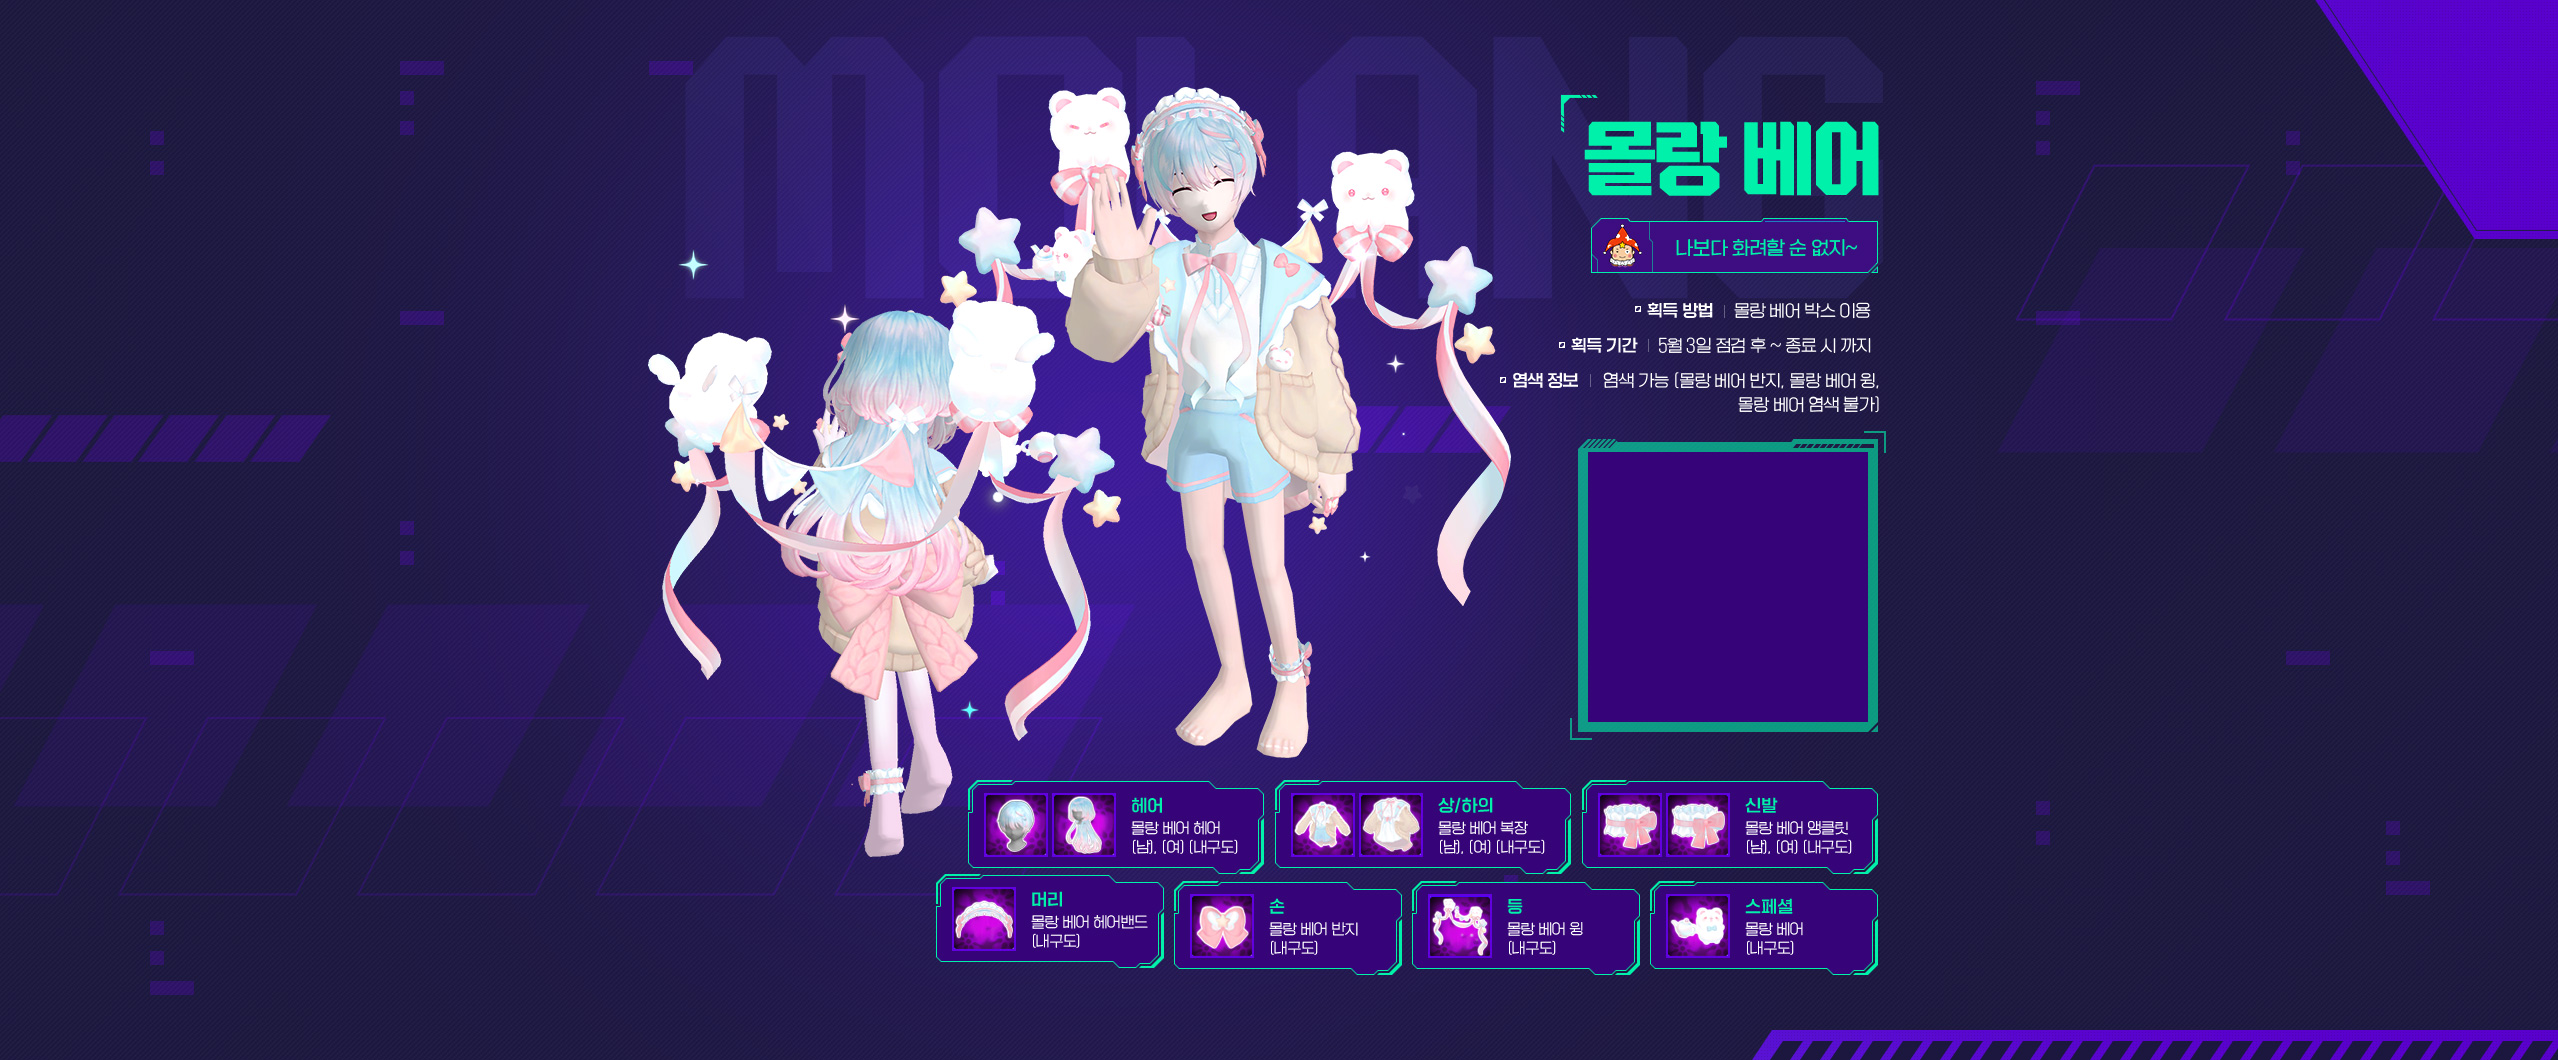 MOLANG
몰랑 베어
나보다 화려할 순 없지~
획득 방법 | 몰랑 베어 박스 이용
획득 기간 | 5월 3일 점검 후 ~ 종료 시 까지
염색 정보 | 염색 가능 (몰랑 베어 반지, 몰랑 베어 윙,
몰랑 베어 염색 불가)
헤어
몰랑 베어 헤어
(남), (여) (내구도)
상/하의
몰랑 베어 복장
(남), (여) (내구도)
신발
몰랑 베어 앵클릿
(남), (여) (내구도)
머리
몰랑 베어 헤어밴드
(내구도)
손
몰랑 베어 반지
(내구도)
등
몰랑 베어 윙
(내구도)
스페셜
몰랑 베어
(내구도)